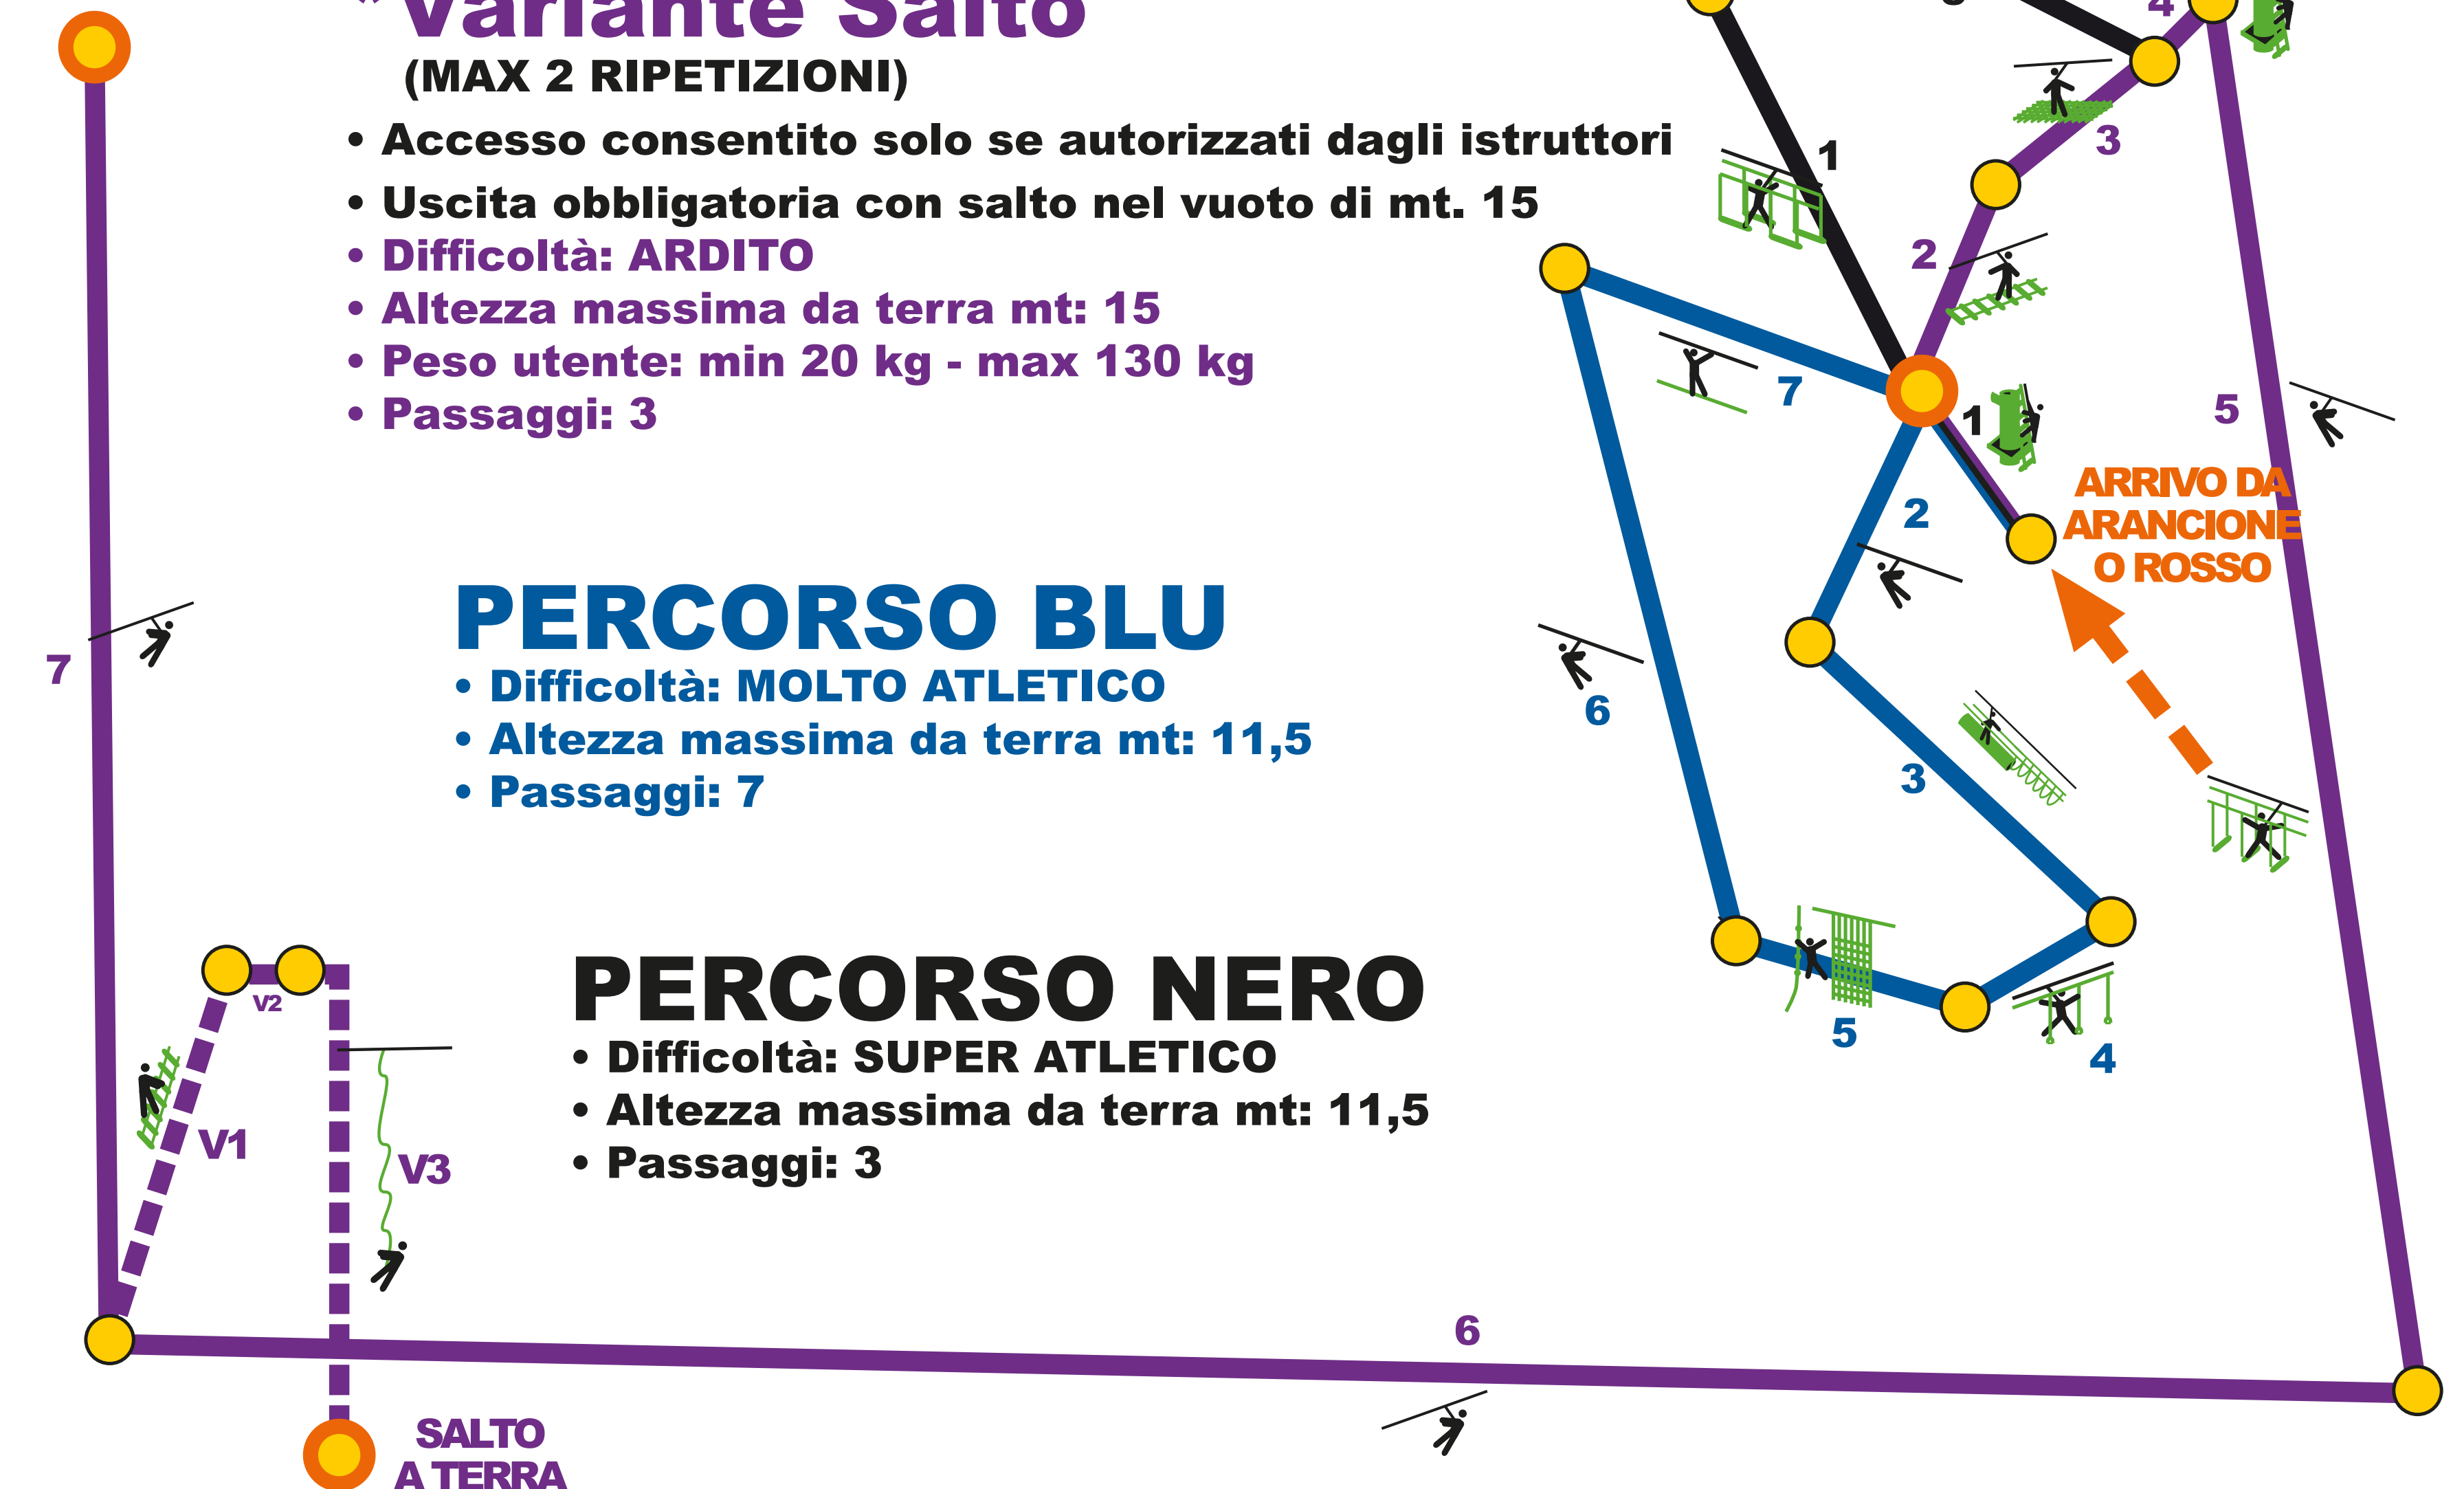 *Variante Salto
(MAX 2 RIPETIZIONI)
• Accesso consentito solo se autorizzati dagli istruttori
• Uscita obbligatoria con salto nel vuoto di mt. 15
• Difficoltà: ARDITO
• Altezza massima da terra mt: 15
• Peso utente: min 20 kg - max 130 kg
• Passaggi: 3
PERCORSO BLU
• Difficoltà: MOLTO ATLETICO
• Altezza massima da terra mt: 11,5
• Passaggi: 7
PERCORSO NERO
• Difficoltà: SUPER ATLETICO
• Altezza massima da terra mt: 11,5
• Passaggi: 3
4
3
1
2
7
1
5
ARRIVO DA
ARANCIONE
O ROSSO
2
6
3
5
4
7
V2
V1
V3
6
SALTO
A TERRA